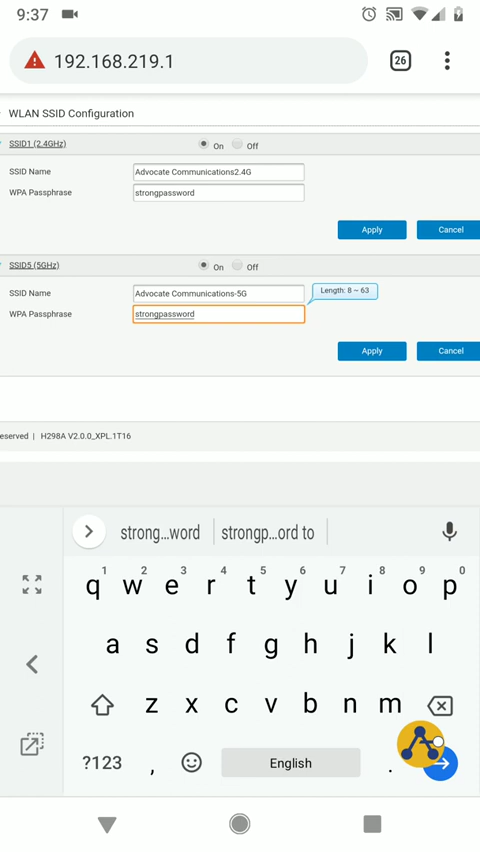 9:37
192.168.219.1
26
WLAN SSID Configuration
SSID1 (2.4GHz) On Off
SSID Name Advocate Communications2.4G
WPA Passphrase strongpassword
Apply Cancel
SSID5 (5GHz) On Off
SSID Name Advocate Communications-5G Length: 8 ~ 63
WPA Passphrase strongpassword
Apply Cancel
eserved | H298A V2.0.0_XPL.1T16
strong...word strongp...ord to
1 2 3 4 5 6 7 8 9 0
q w e r t y u i o p
a s d f g h j k l
z x c v b n m
?123 , English .